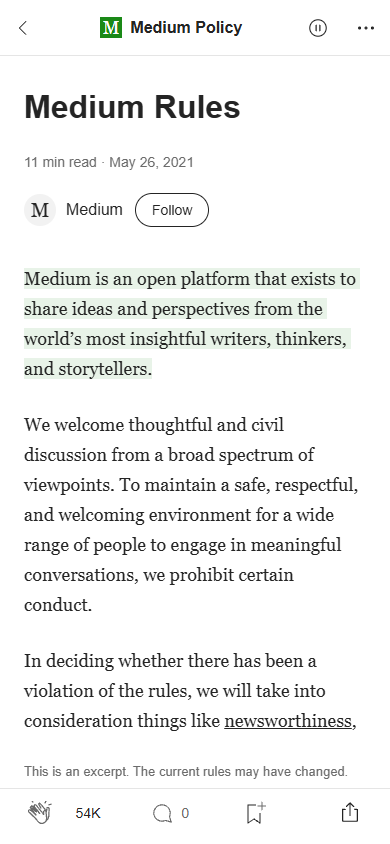 M Medium Policy
Medium Rules
11 min read · May 26, 2021
M Medium Follow
Medium is an open platform that exists to
share ideas and perspectives from the
world’s most insightful writers, thinkers,
and storytellers.
We welcome thoughtful and civil
discussion from a broad spectrum of
viewpoints. To maintain a safe, respectful,
and welcoming environment for a wide
range of people to engage in meaningful
conversations, we prohibit certain
conduct.
In deciding whether there has been a
violation of the rules, we will take into
consideration things like newsworthiness,
This is an excerpt. The current rules may have changed.
54K 0